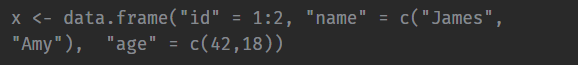 x <- data.frame("id" = 1:2, "name" = c("James",
"Amy"),  "age" = c(42,18))